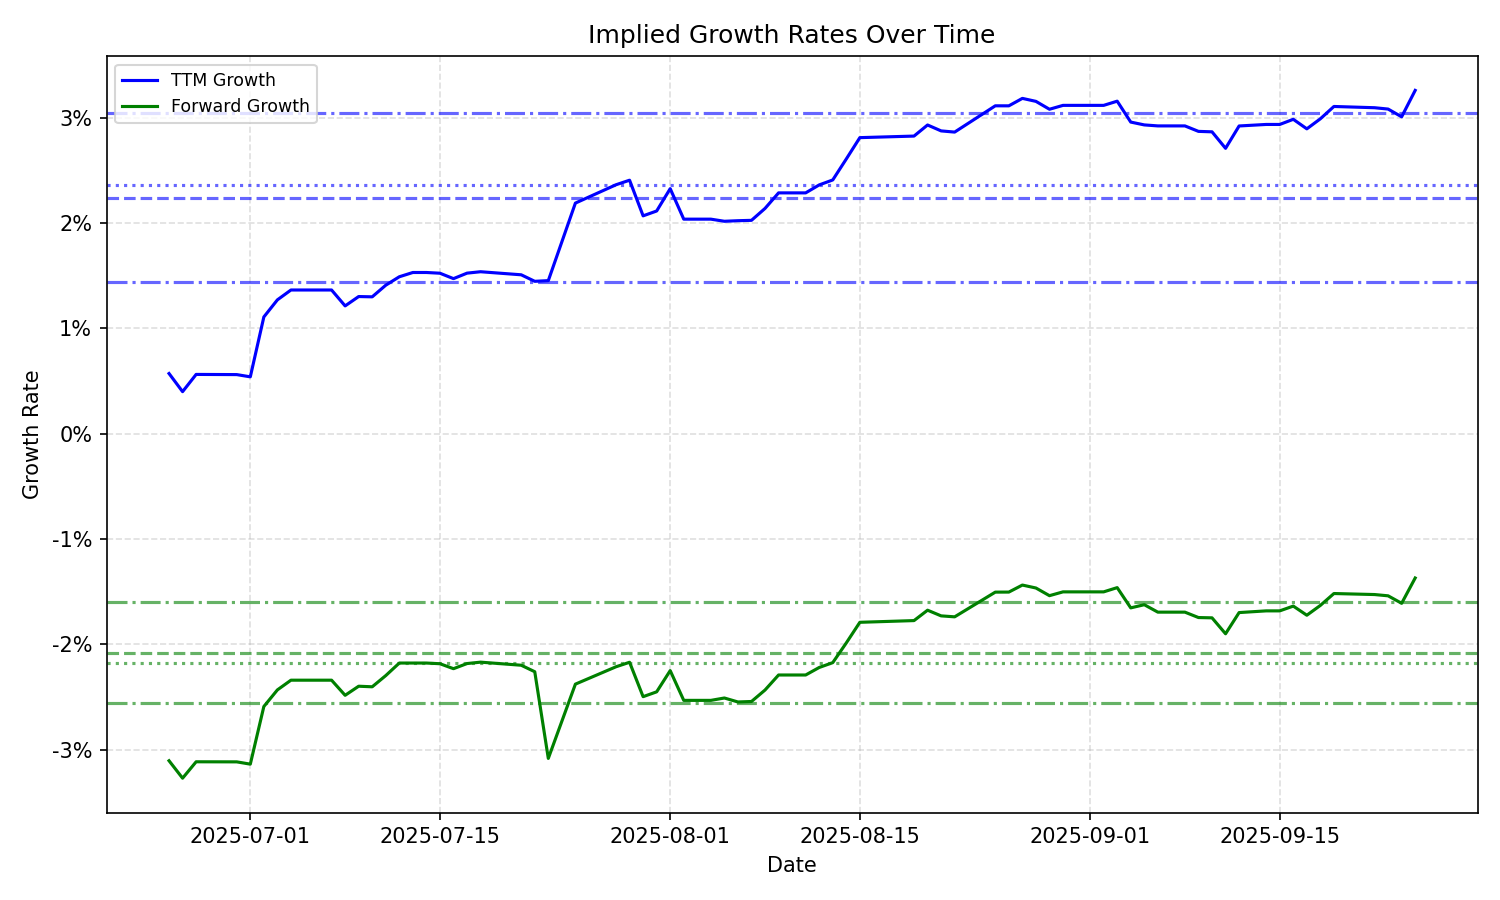 Implied Growth Rates Over Time
TTM Growth
Forward Growth
3%
2%
1%
0%
-1%
-2%
-3%
Growth Rate
2025-07-01
2025-07-15
2025-08-01
2025-08-15
2025-09-01
2025-09-15
Date